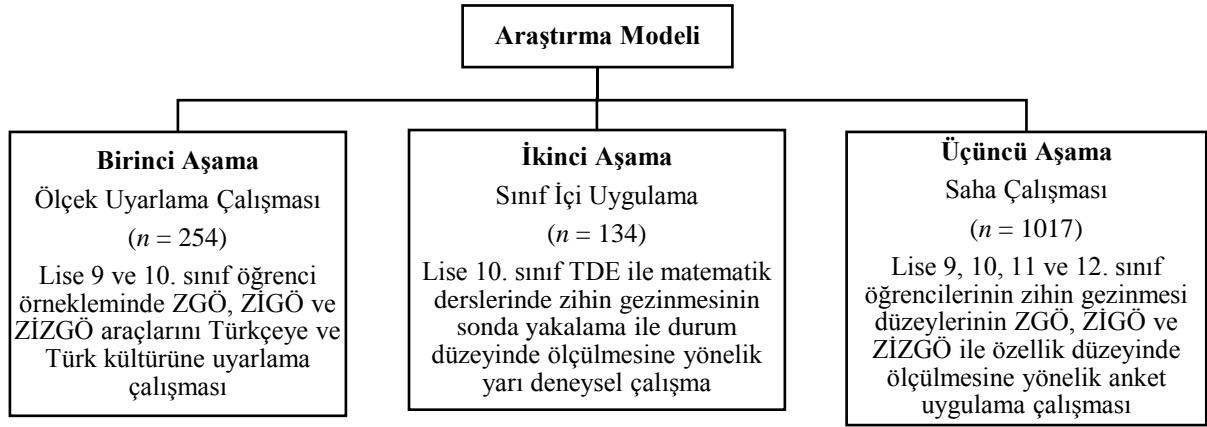 Araştırma Modeli
Birinci Aşama
Ölçek Uyarlama Çalışması
(n = 254)
Lise 9 ve 10. sınıf öğrenci
örnekleminde ZGÖ, ZİGÖ ve
ZİZGÖ araçlarını Türkçeye ve
Türk kültürüne uyarlama
çalışması
İkinci Aşama
Sınıf İçi Uygulama
(n = 134)
Lise 10. sınıf TDE ile matematik
derslerinde zihin gezinmesinin
sonda yakalama ile durum
düzeyinde ölçülmesine yönelik
yarı deneysel çalışma
Üçüncü Aşama
Saha Çalışması
(n = 1017)
Lise 9, 10, 11 ve 12. sınıf
öğrencilerinin zihin gezinmesi
düzeylerinin ZGÖ, ZİGÖ ve
ZİZGÖ ile özellik düzeyinde
ölçülmesine yönelik anket
uygulama çalışması